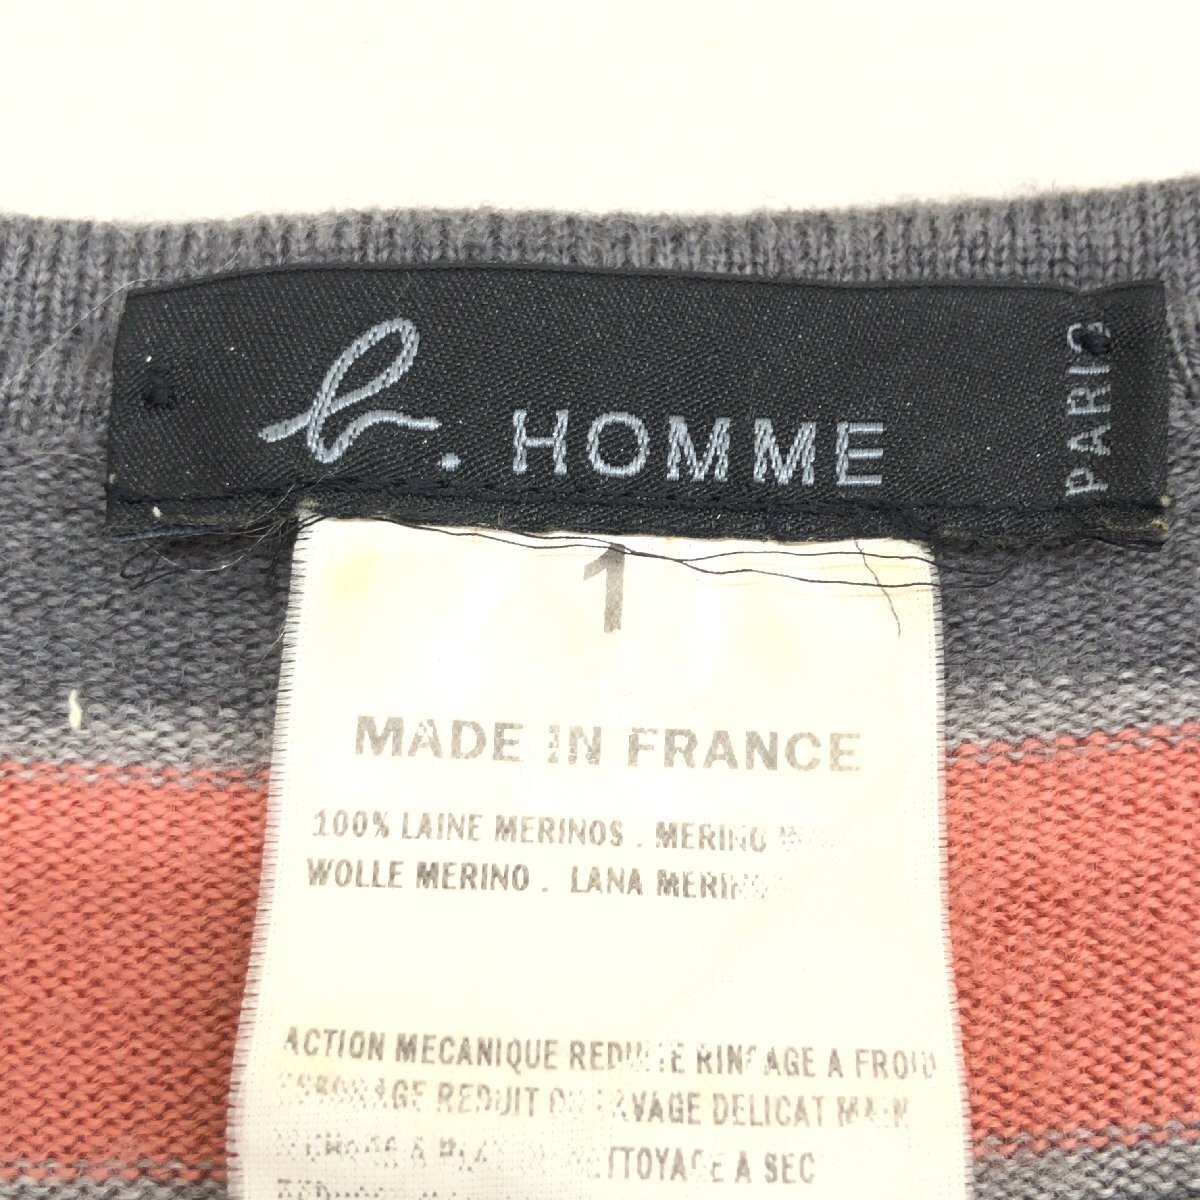 b. HOMME
PARIS
1
MADE IN FRANCE
100% LAINE MERINOS . MERINO
WOLLE MERINO . LANA MERINO
ACTION MECANIQUE REDUITE RINCAGE A FROID
ESSORAGE REDUIT OU LAVAGE DELICAT MAIN
A NETTOYAGE A SEC